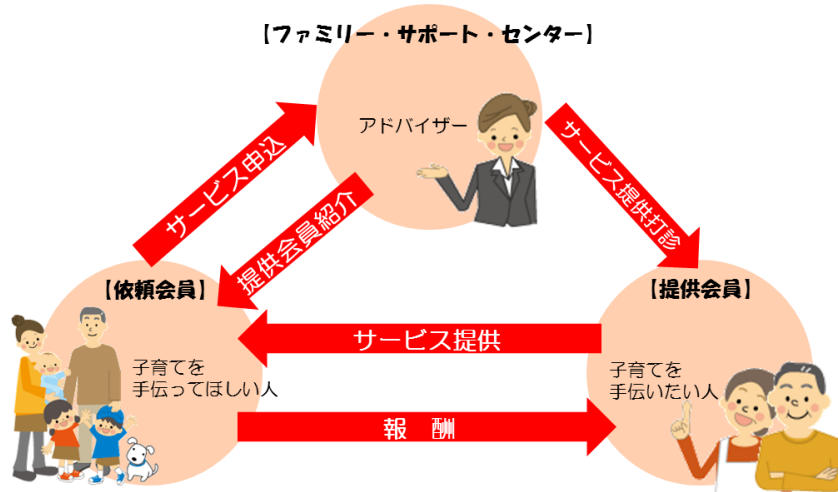 【ファミリー・サポート・センター】
アドバイザー
サービス申込
提供会員紹介
サービス提供打診
【依頼会員】
子育てを
手伝ってほしい人
サービス提供
報　酬
【提供会員】
子育てを
手伝いたい人